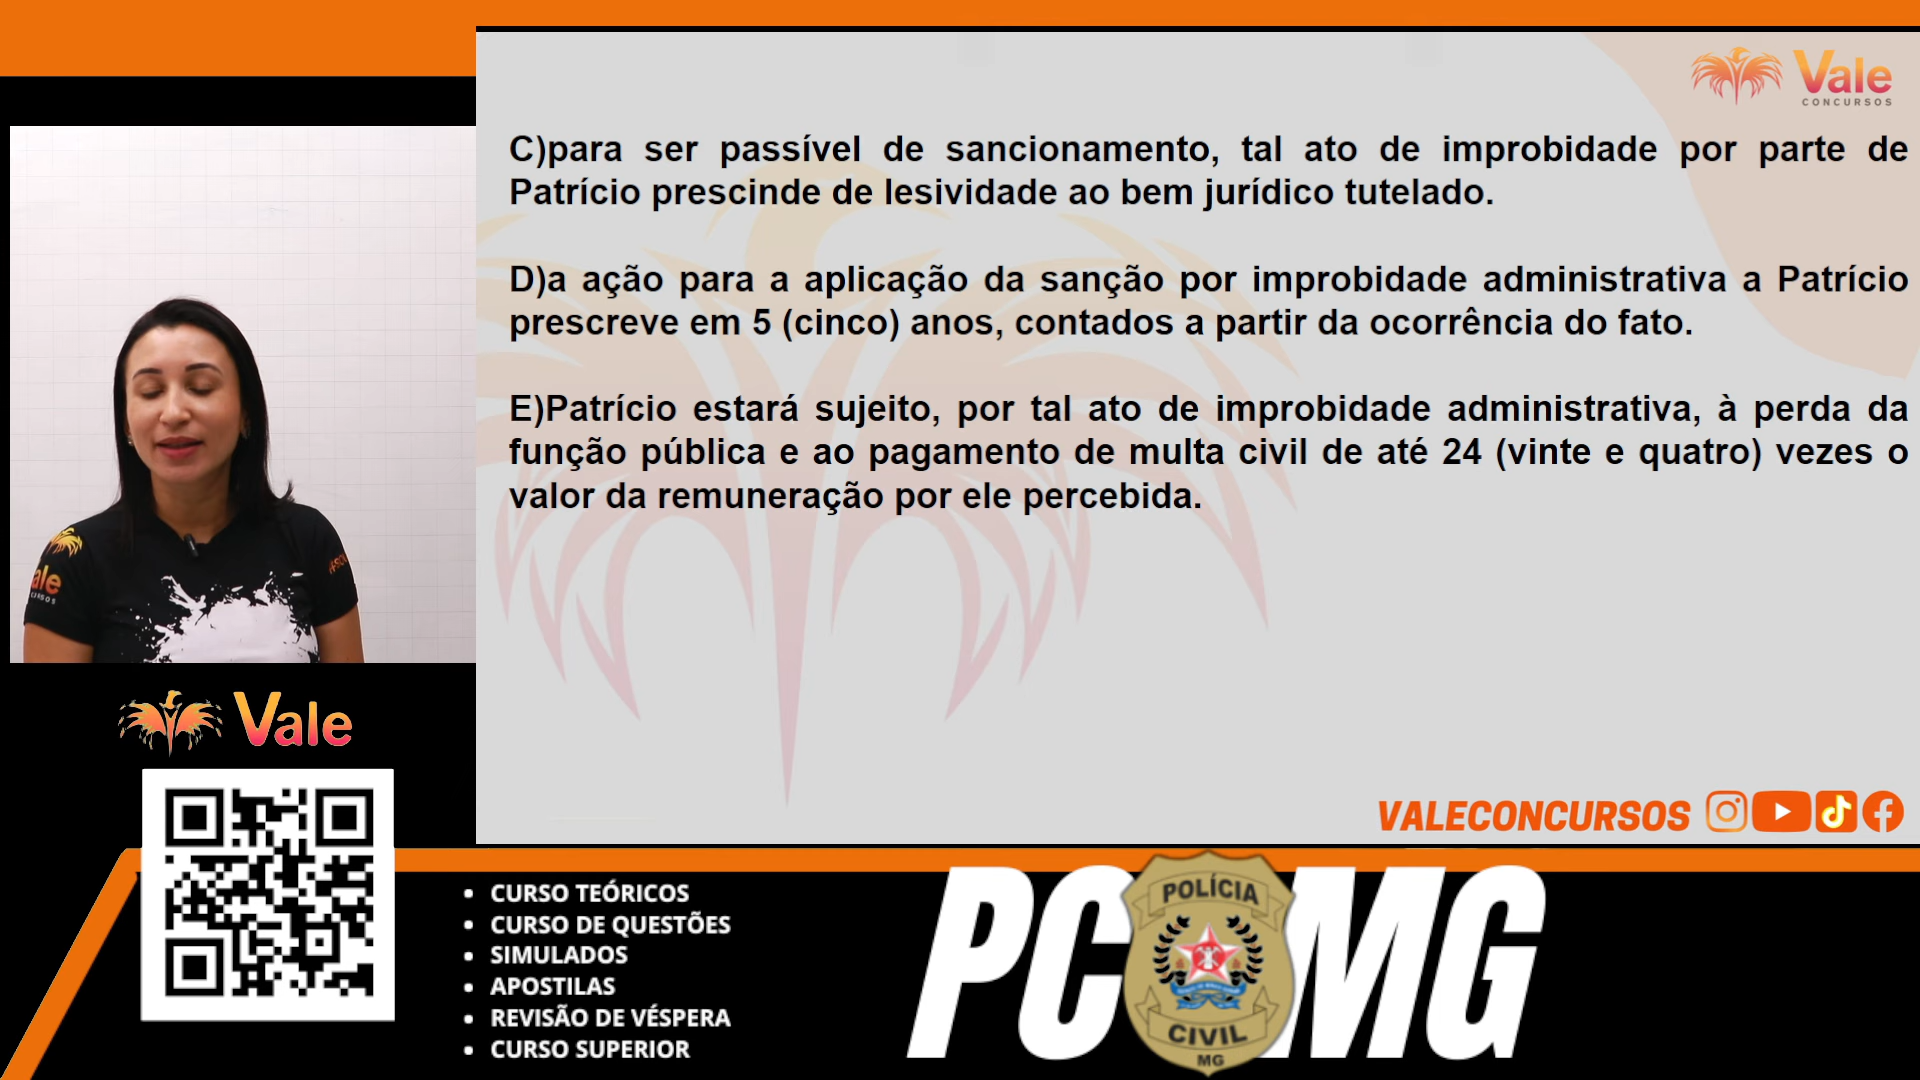 Vale
CONCURSOS
C)para ser passível de sancionamento, tal ato de improbidade por parte de
Patrício prescinde de lesividade ao bem jurídico tutelado.
D)a ação para a aplicação da sanção por improbidade administrativa a Patrício
prescreve em 5 (cinco) anos, contados a partir da ocorrência do fato.
E)Patrício estará sujeito, por tal ato de improbidade administrativa, à perda da
função pública e ao pagamento de multa civil de até 24 (vinte e quatro) vezes o
valor da remuneração por ele percebida.
Vale
VALECONCURSOS
• CURSO TEÓRICOS
• CURSO DE QUESTÕES
• SIMULADOS
• APOSTILAS
• REVISÃO DE VÉSPERA
• CURSO SUPERIOR
PC MG
POLÍCIA
CIVIL
MG